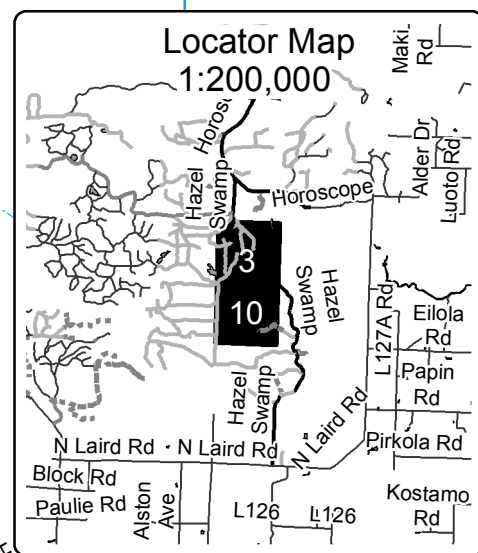 Locator Map
1:200,000
Maki
Rd
Horosc
Alder Dr
Luoto Rd
Hazel
Swamp
Horoscope
3
10
Hazel
Swamp
L127A Rd
Eilola
Rd
Papin
Rd
Hazel
Swamp
N Laird Rd
N Laird Rd
N Laird Rd
Pirkola Rd
Block Rd
Paulie Rd
Alston
Ave
L126
L126
Kostamo
Rd